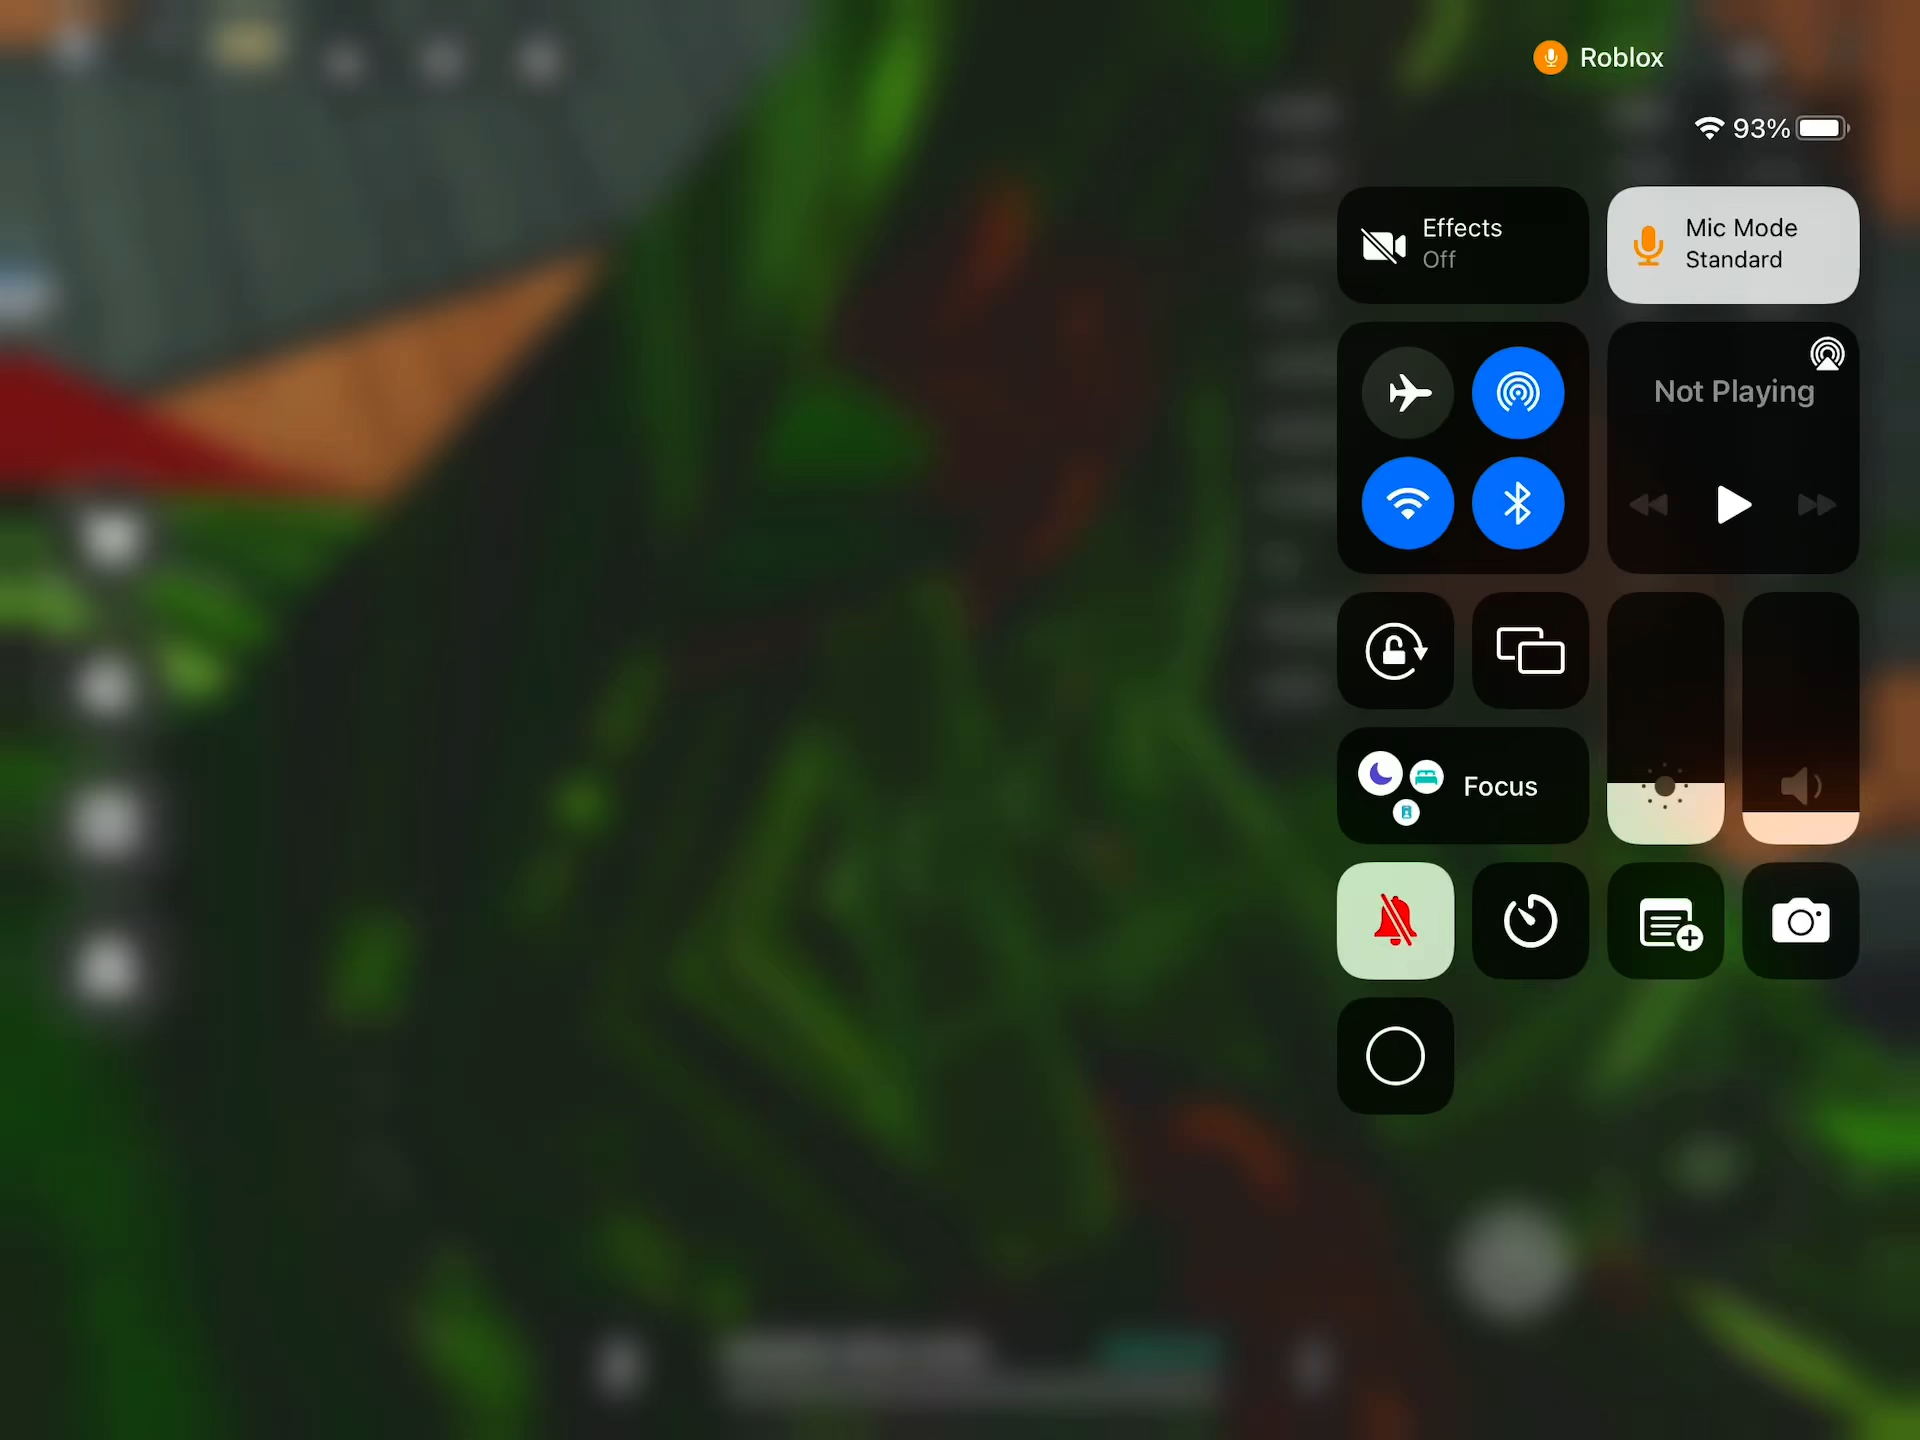 Roblox
93%
Effects
Off
Mic Mode
Standard
Not Playing
Focus